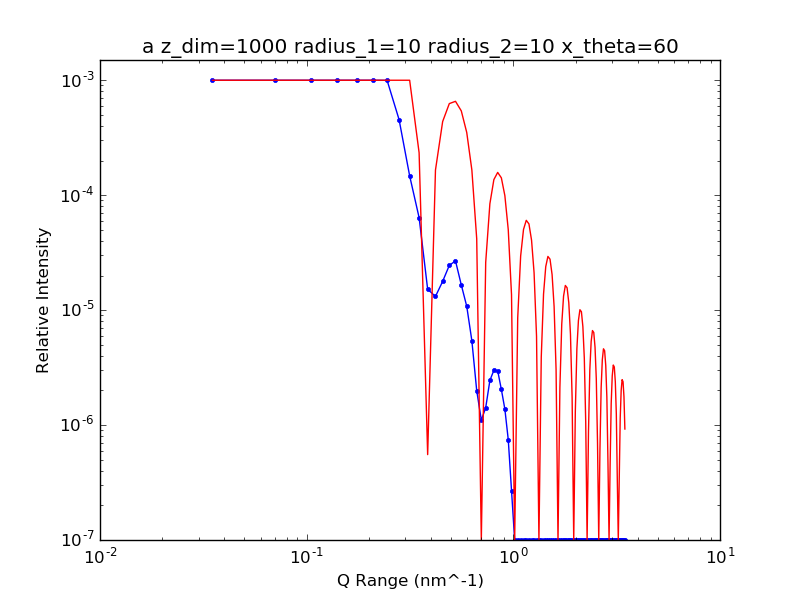 a z_dim=1000 radius_1=10 radius_2=10 x_theta=60
10^-3
10^-4
10^-5
10^-6
10^-7
Relative Intensity
10^-2 10^-1 10^0 10^1
Q Range (nm^-1)